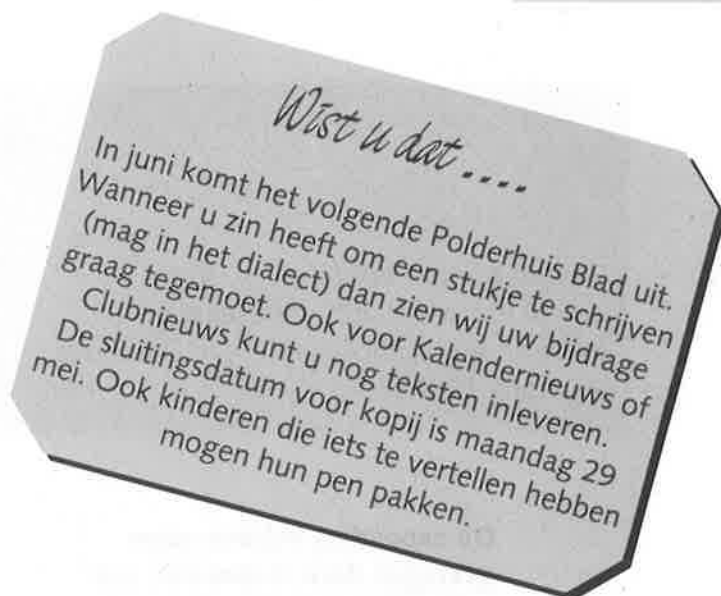 Wist u dat ....
In juni komt het volgende Polderhuis Blad uit.
Wanneer u zin heeft om een stukje te schrijven
(mag in het dialect) dan zien wij uw bijdrage
graag tegemoet. Ook voor Kalendernieuws of
Clubnieuws kunt u nog teksten inleveren.
De sluitingsdatum voor kopij is maandag 29
mei. Ook kinderen die iets te vertellen hebben
mogen hun pen pakken.